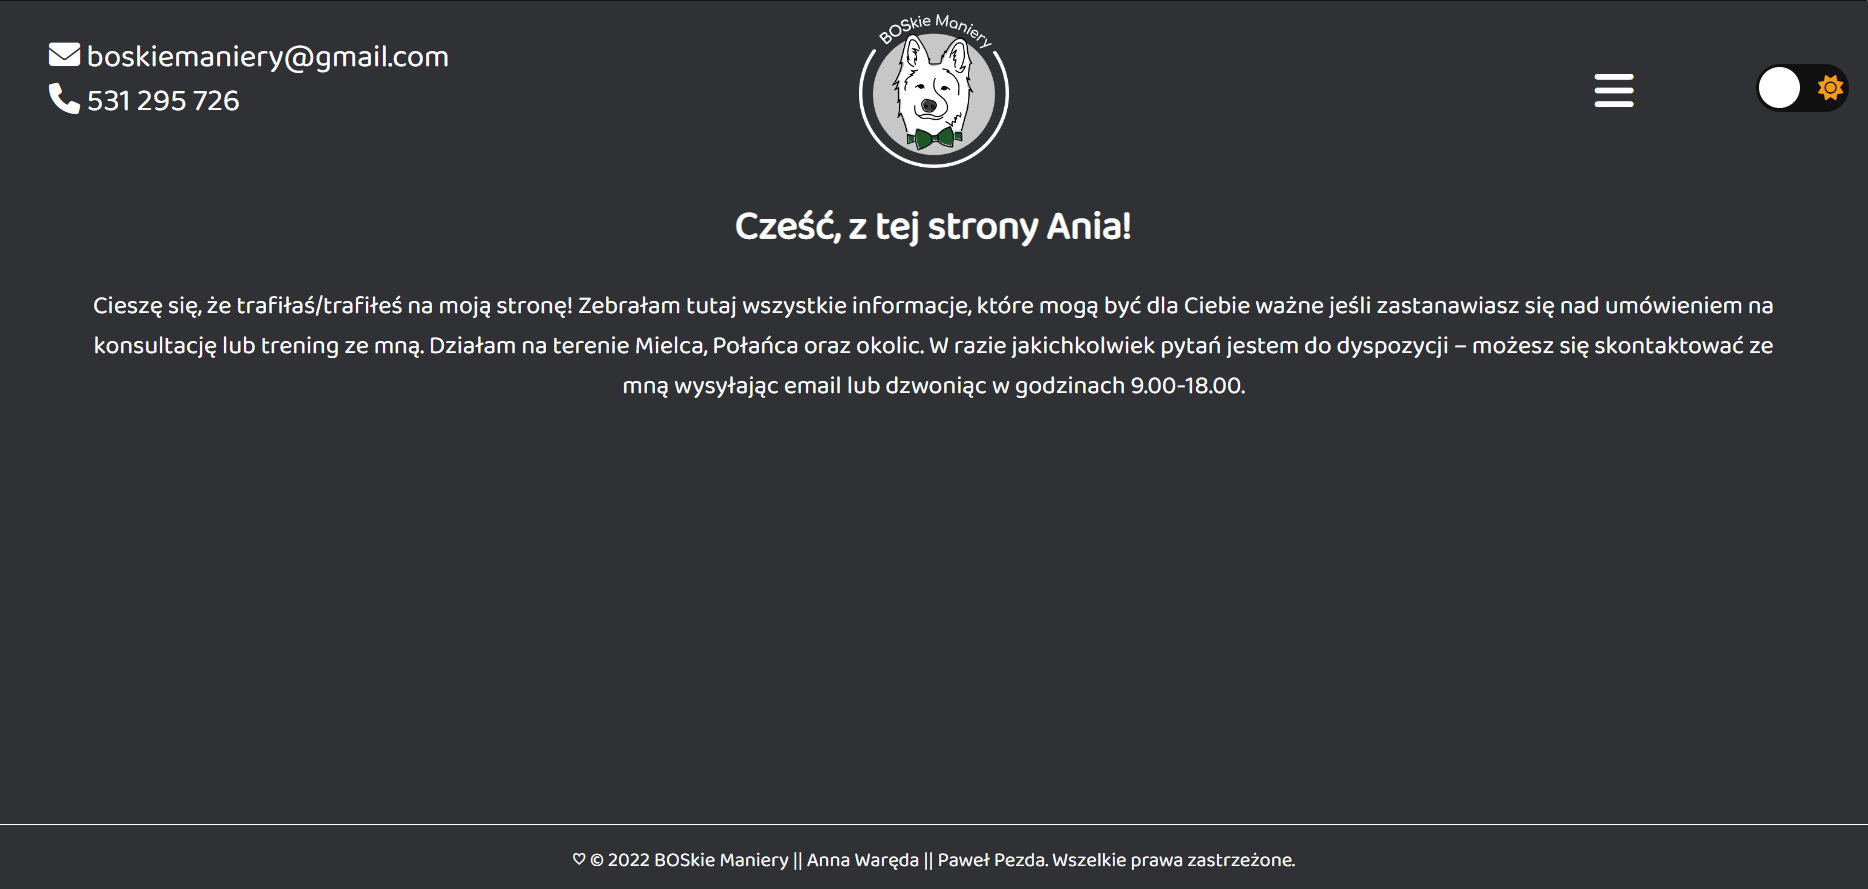 boskiemaniery@gmail.com
531 295 726
BOSkie Maniery
Cześć, z tej strony Ania!
Cieszę się, że trafiłaś/trafiłeś na moją stronę! Zebrałam tutaj wszystkie informacje, które mogą być dla Ciebie ważne jeśli zastanawiasz się nad umówieniem na
konsultację lub trening ze mną. Działam na terenie Mielca, Połańca oraz okolic. W razie jakichkolwiek pytań jestem do dyspozycji – możesz się skontaktować ze
mną wysyłając email lub dzwoniąc w godzinach 9.00-18.00.
♡ © 2022 BOSkie Maniery || Anna Waręda || Paweł Pezda. Wszelkie prawa zastrzeżone.